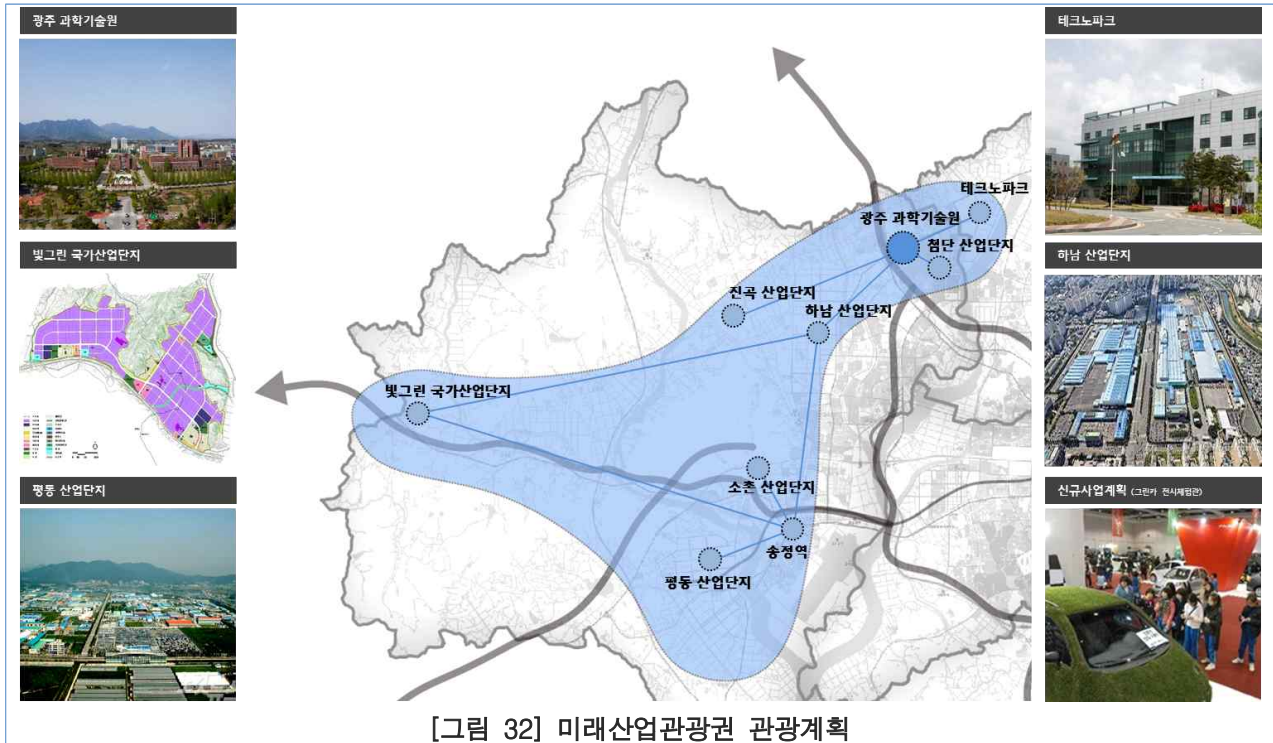 광주 과학기술원
빛그린 국가산업단지
평동 산업단지
테크노파크
광주 과학기술원
첨단 산업단지
진곡 산업단지
하남 산업단지
빛그린 국가산업단지
소촌 산업단지
송정역
평동 산업단지
테크노파크
하남 산업단지
신규사업계획 (그린카 전시체험관)
[그림 32] 미래산업관광권 관광계획